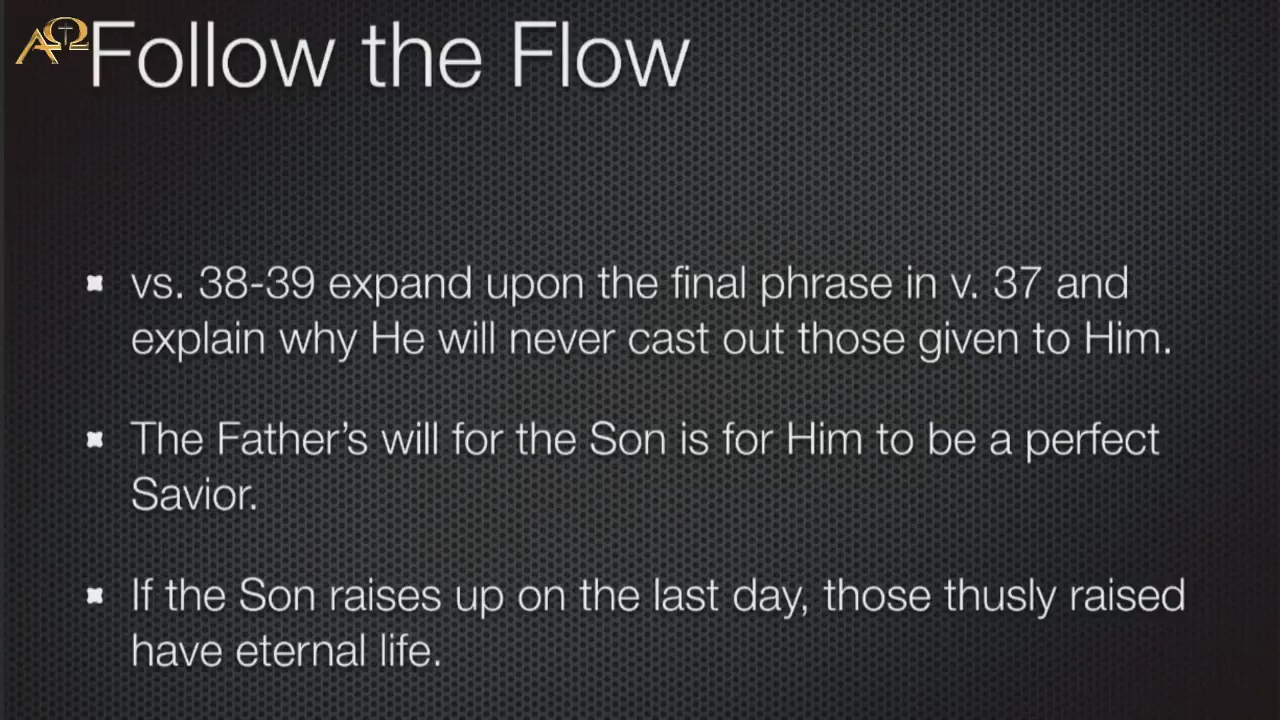 ΑΩ
Follow the Flow
vs. 38-39 expand upon the final phrase in v. 37 and
explain why He will never cast out those given to Him.
The Father’s will for the Son is for Him to be a perfect
Savior.
If the Son raises up on the last day, those thusly raised
have eternal life.